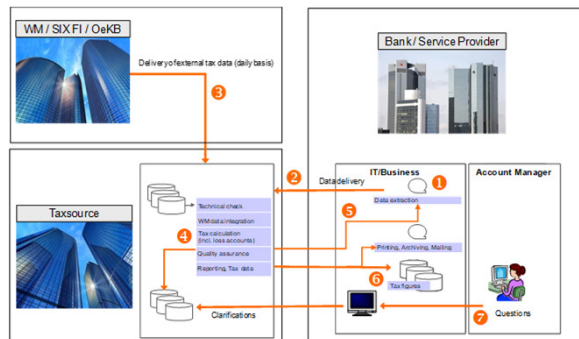 WM / SIX FI / OeKB
Delivery of external tax data (daily basis)
3
Bank / Service Provider
Taxsource
IT/Business
Account Manager
2
Data delivery
1
Data extraction
5
Technical check
WM data integration
4
Tax calculation
(incl. loss accounts)
Quality assurance
Reporting, Tax data
Printing, Archiving, Mailing
6
Tax figures
Clarifications
7
Questions